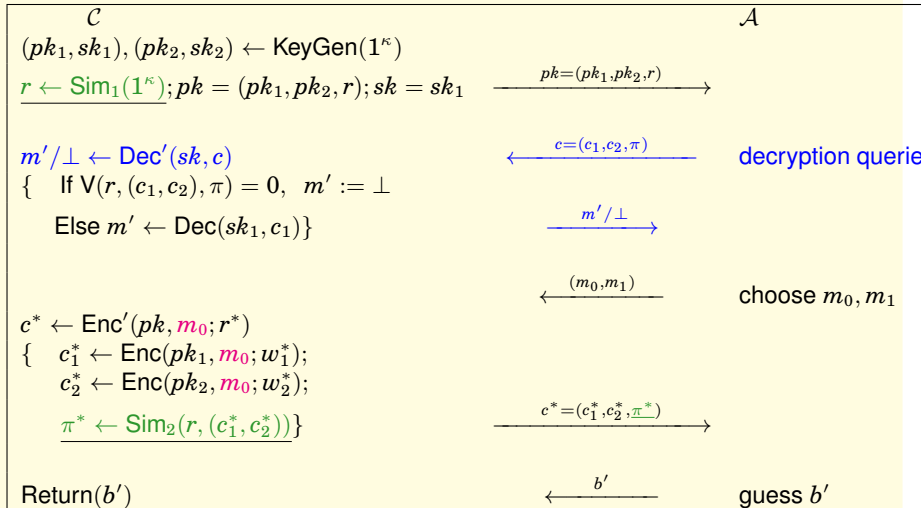 𝒞 𝒜
(pk₁, sk₁), (pk₂, sk₂) ← KeyGen(1^κ)
r ← Sim₁(1^κ); pk = (pk₁, pk₂, r); sk = sk₁ pk=(pk₁,pk₂,r)
m′/⊥ ← Dec′(sk, c) c=(c₁,c₂,π) decryption querie
{ If V(r, (c₁, c₂), π) = 0, m′ := ⊥
Else m′ ← Dec(sk₁, c₁)} m′/⊥
(m₀,m₁) choose m₀, m₁
c* ← Enc′(pk, m₀; r*)
{ c₁* ← Enc(pk₁, m₀; w₁*);
c₂* ← Enc(pk₂, m₀; w₂*);
π* ← Sim₂(r, (c₁*, c₂*))} c*=(c₁*,c₂*,π*)
Return(b′) b′ guess b′